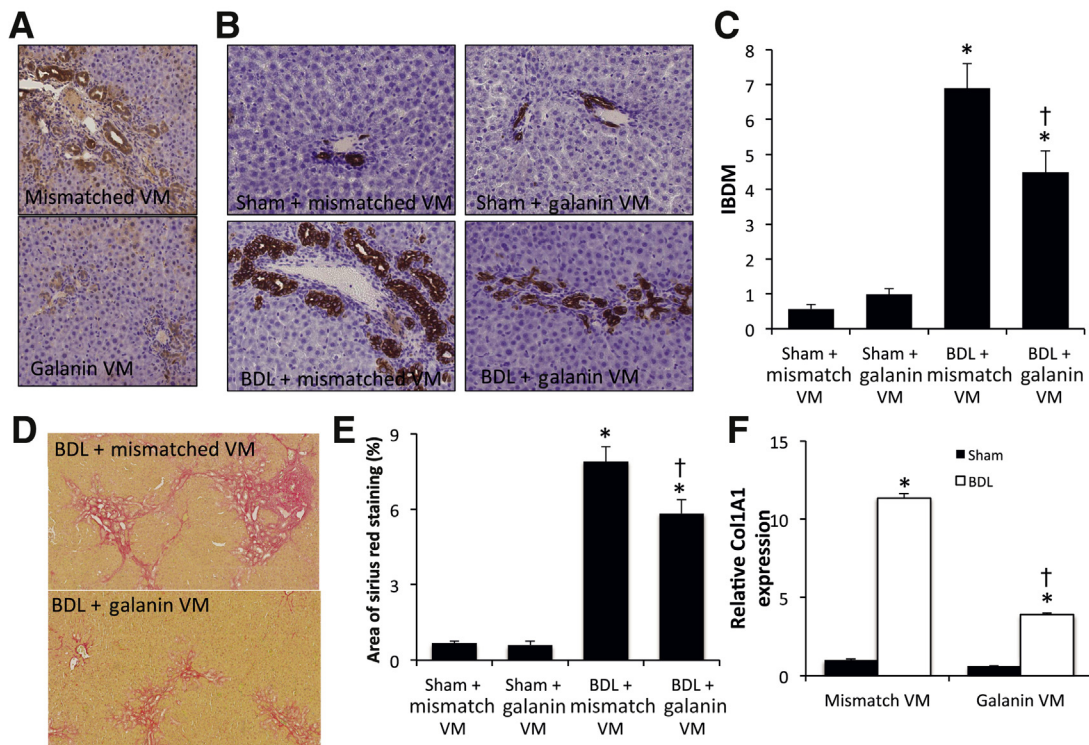 A
Mismatched VM
Galanin VM
B
Sham + mismatched VM
Sham + galanin VM
BDL + mismatched VM
BDL + galanin VM
C
IBDM
8
7
6
5
4
3
2
1
0
*
†
*
Sham +
mismatch
VM
Sham +
galanin
VM
BDL +
mismatch
VM
BDL +
galanin
VM
D
BDL + mismatched VM
BDL + galanin VM
E
Area of sirius red staining (%)
9
6
3
0
*
†
*
Sham +
mismatch
VM
Sham +
galanin VM
BDL +
mismatch
VM
BDL +
galanin VM
F
Relative Col1A1
expression
15
10
5
0
Sham
BDL
*
†
*
Mismatch VM
Galanin VM